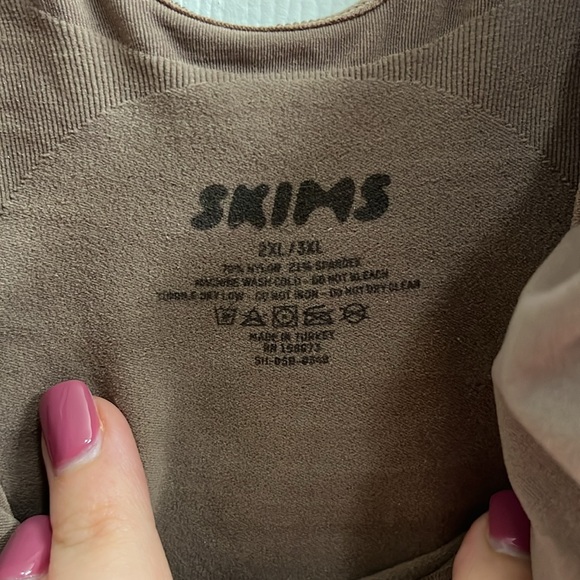 SKIMS
2XL/3XL
NYLON 21% SPANDEX
MACHINE WASH COLD - DO NOT BLEACH
TUMBLE DRY LOW - DO NOT IRON - DO NOT DRY CLEAN
MADE IN TURKEY
RN